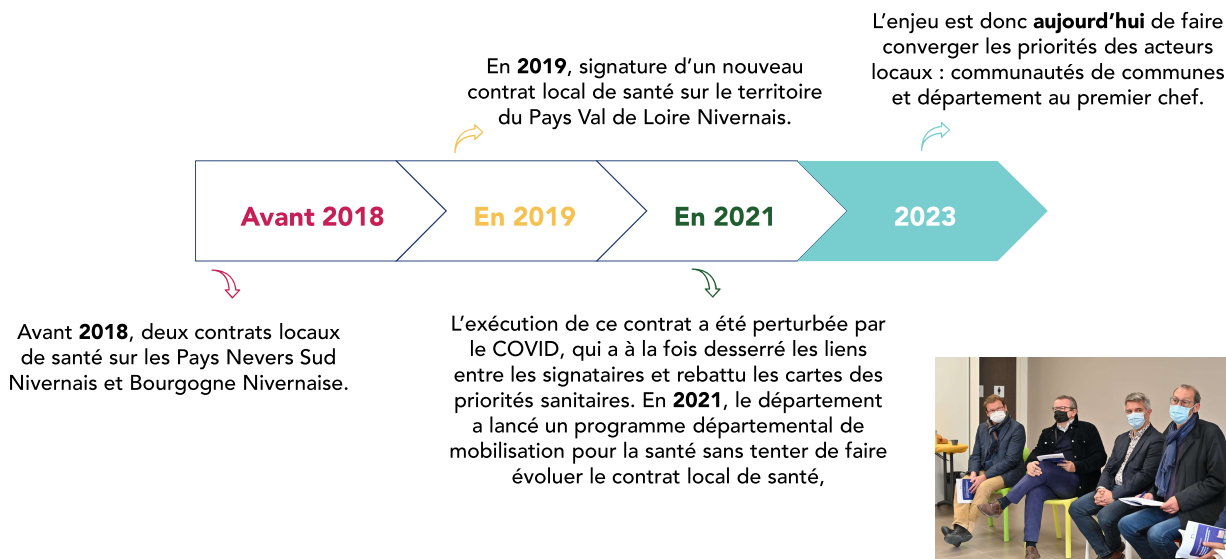 L’enjeu est donc aujourd’hui de faire
converger les priorités des acteurs
locaux : communautés de communes
et département au premier chef.
En 2019, signature d’un nouveau
contrat local de santé sur le territoire
du Pays Val de Loire Nivernais.
Avant 2018
En 2019
En 2021
2023
Avant 2018, deux contrats locaux
de santé sur les Pays Nevers Sud
Nivernais et Bourgogne Nivernaise.
L’exécution de ce contrat a été perturbée par
le COVID, qui a à la fois desserré les liens
entre les signataires et rebattu les cartes des
priorités sanitaires. En 2021, le département
a lancé un programme départemental de
mobilisation pour la santé sans tenter de faire
évoluer le contrat local de santé,